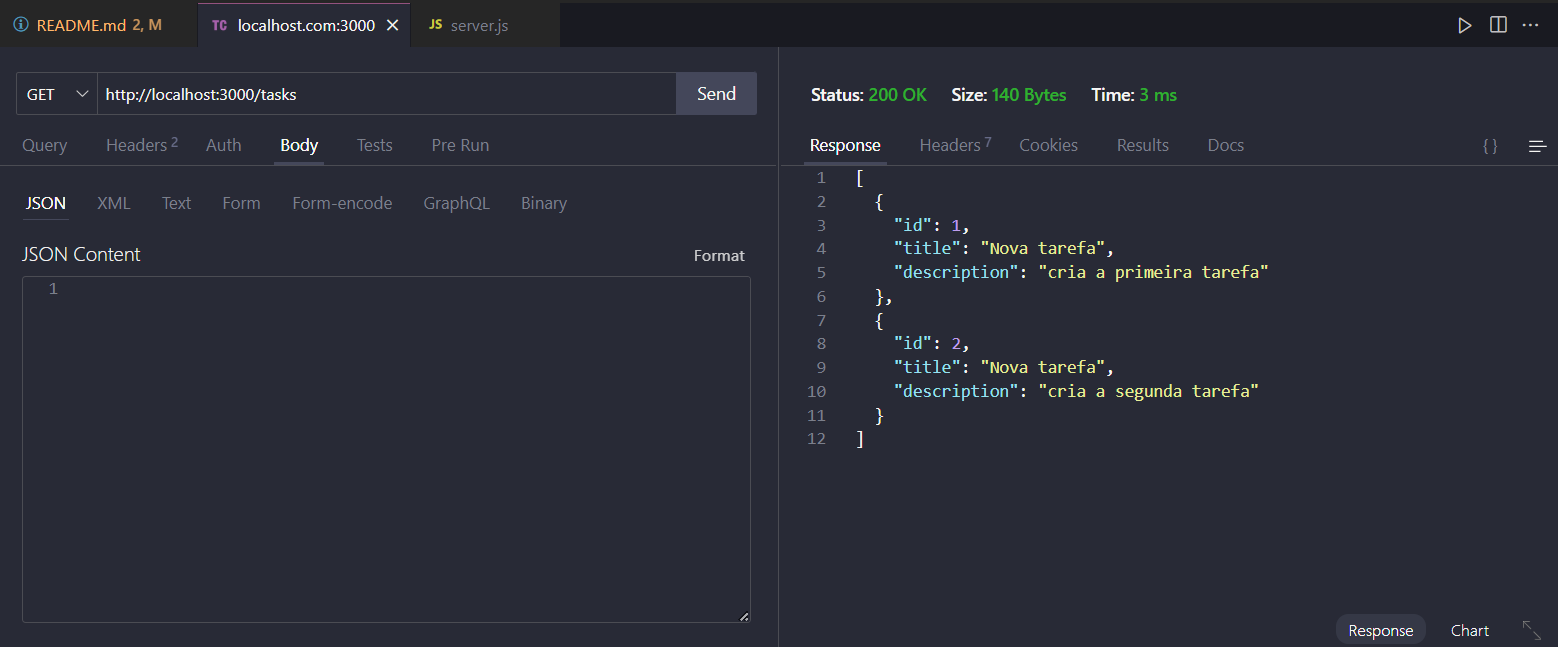 README.md 2, M TC localhost.com:3000 JS server.js
GET http://localhost:3000/tasks Send
Query Headers 2 Auth Body Tests Pre Run
JSON XML Text Form Form-encode GraphQL Binary
JSON Content Format
1
Status: 200 OK Size: 140 Bytes Time: 3 ms
Response Headers 7 Cookies Results Docs { }
1 [
2 {
3 "id": 1,
4 "title": "Nova tarefa",
5 "description": "cria a primeira tarefa"
6 },
7 {
8 "id": 2,
9 "title": "Nova tarefa",
10 "description": "cria a segunda tarefa"
11 }
12 ]
Response Chart